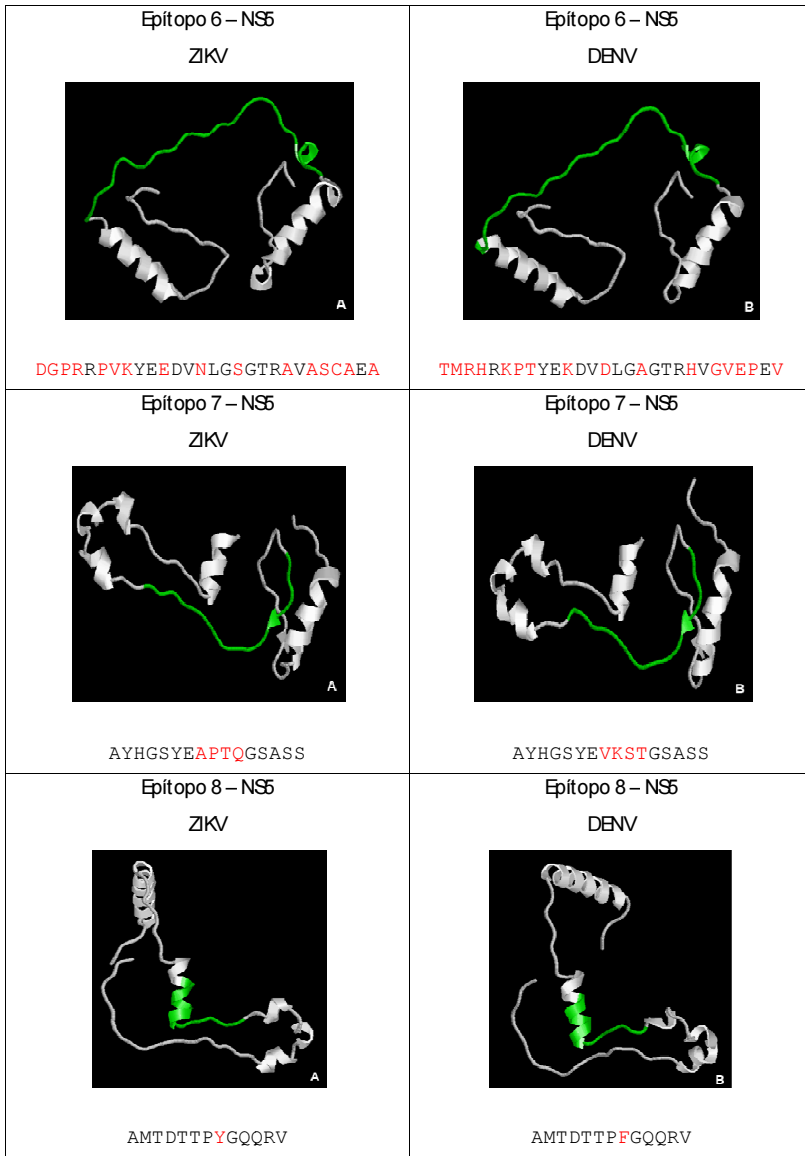 Epítopo 6 – NS5
ZIKV
A
DGPRRPVKYEEDVNLGSGTRAVASCAEA
Epítopo 6 – NS5
DENV
B
TMRHRKPTYEKDVDLGAGTRHVGVEPEV
Epítopo 7 – NS5
ZIKV
A
AYHGSYEAPTQGSASS
Epítopo 7 – NS5
DENV
B
AYHGSYEVKSTGSASS
Epítopo 8 – NS5
ZIKV
A
AMTDTTPYGQQRV
Epítopo 8 – NS5
DENV
B
AMTDTTPFGQQRV